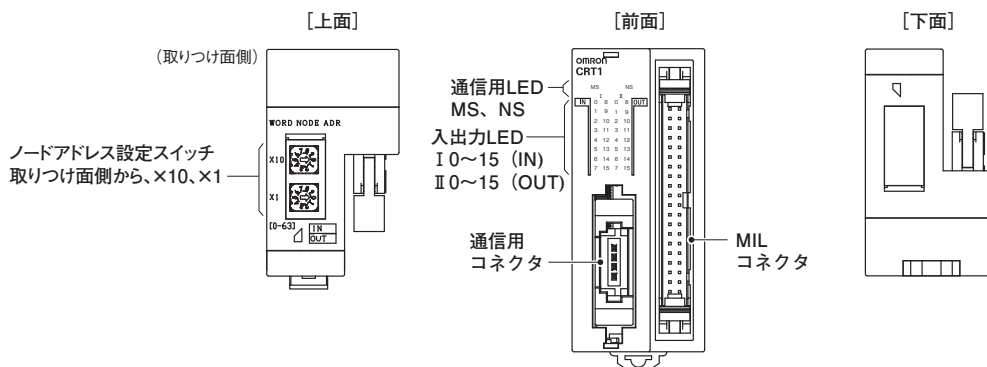 [上面]
(取りつけ面側)
WORD NODE ADR
ノードアドレス設定スイッチ
取りつけ面側から、×10、×1
X10
X1
[0-63]
IN
OUT
[前面]
OMRON
CRT1
MS NS
I II
IN 0 8 0 8 OUT
1 9 1 9
2 10 2 10
3 11 3 11
4 12 4 12
5 13 5 13
6 14 6 14
7 15 7 15
通信用LED
MS、NS
入出力LED
Ⅰ0~15 (IN)
Ⅱ0~15 (OUT)
通信用
コネクタ
MIL
コネクタ
[下面]